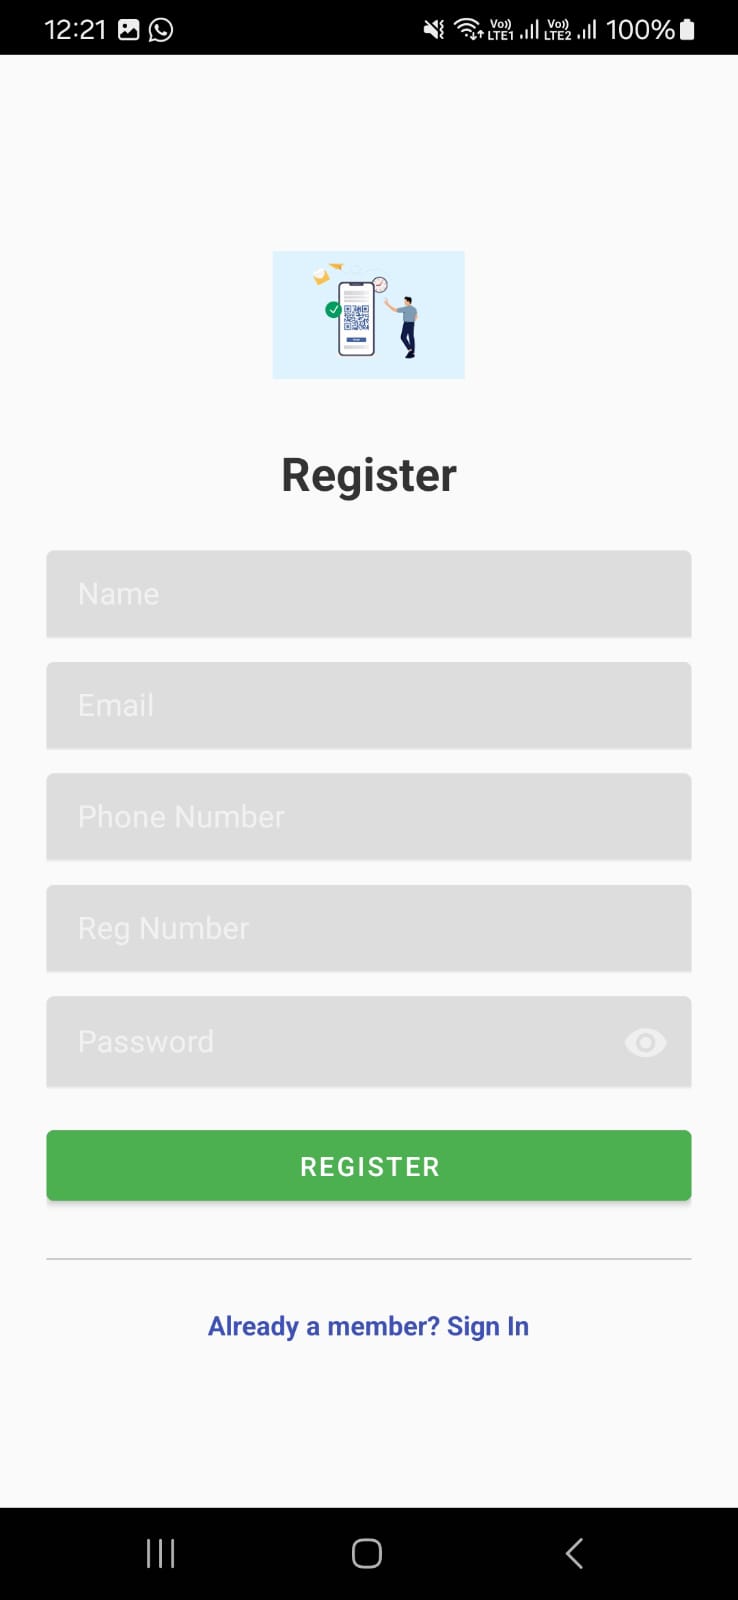 12:21
Vo)) LTE1 Vo)) LTE2 100%
Register
Name
Email
Phone Number
Reg Number
Password
REGISTER
Already a member? Sign In